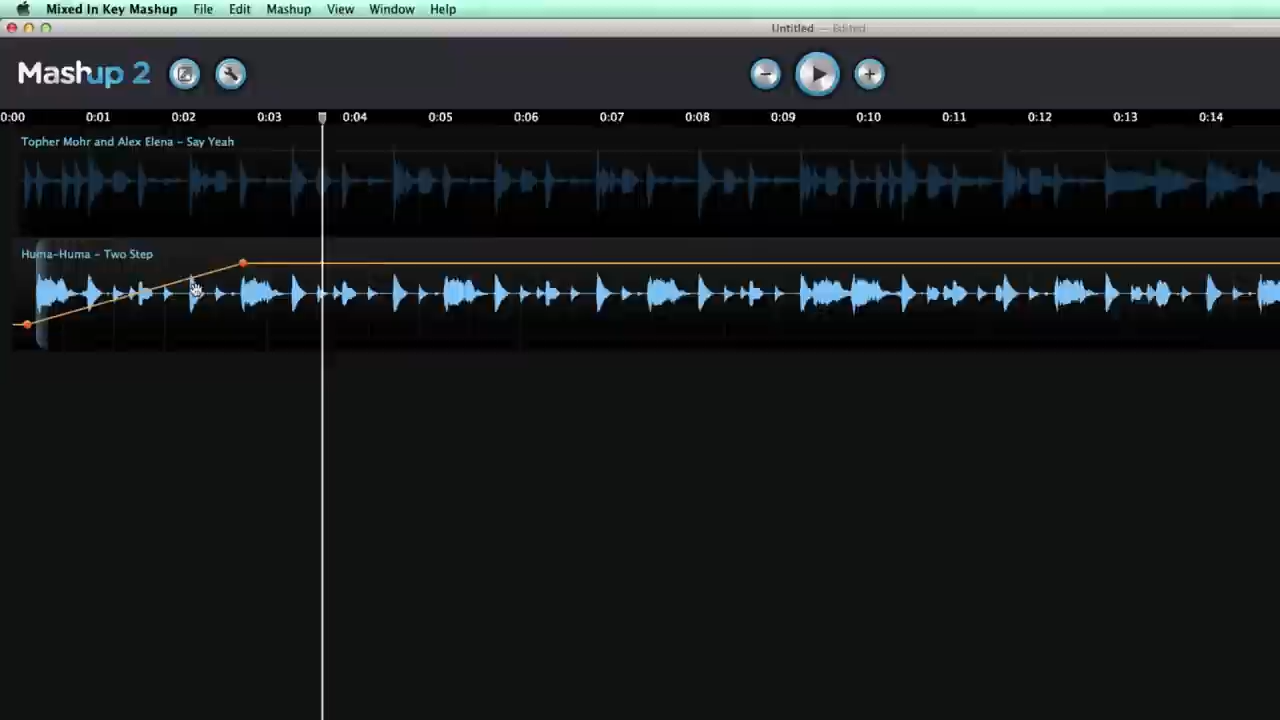 Mixed In Key Mashup File Edit Mashup View Window Help
Untitled — Edited
Mashup 2
0:00 0:01 0:02 0:03 0:04 0:05 0:06 0:07 0:08 0:09 0:10 0:11 0:12 0:13 0:14
Topher Mohr and Alex Elena - Say Yeah
Huma-Huma - Two Step